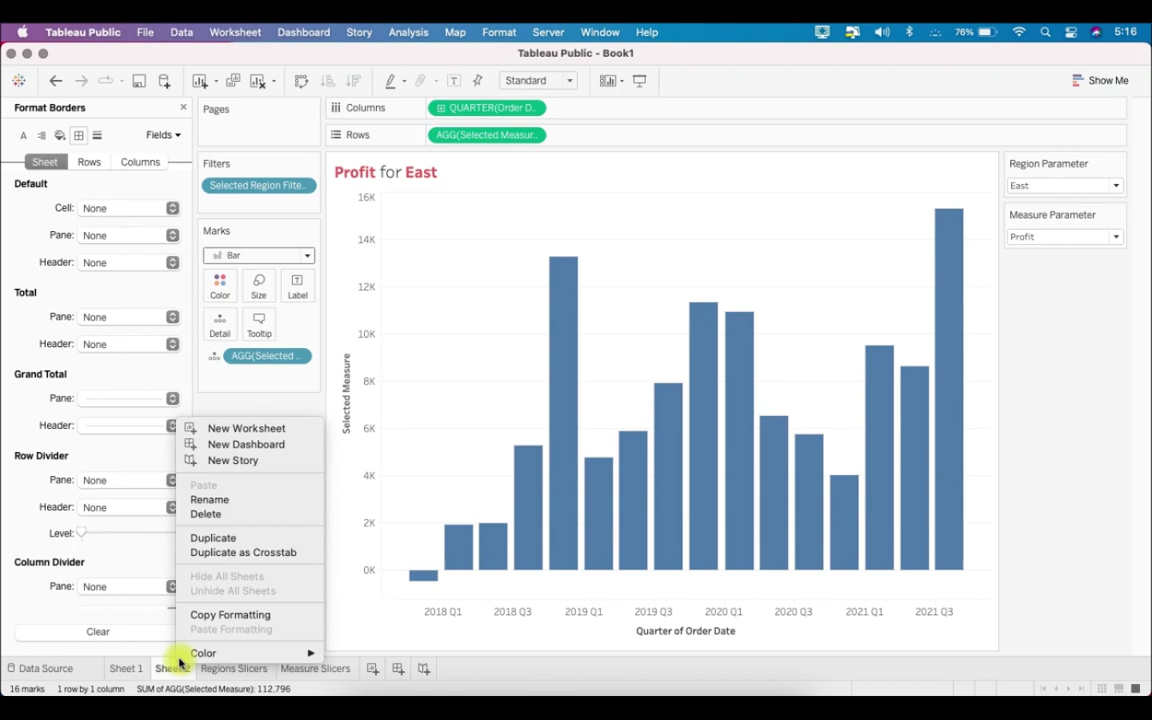 Tableau Public File Data Worksheet Dashboard Story Analysis Map Format Server Window Help 76% 5:16
Tableau Public - Book1
Standard
Show Me
Format Borders
Fields
Sheet Rows Columns
Default
Cell: None
Pane: None
Header: None
Total
Pane: None
Header: None
Grand Total
Pane:
Header:
Row Divider
Pane: None
Header: None
Level:
Column Divider
Pane: None
Clear
Pages
Filters
Selected Region Filte..
Marks
Bar
Color Size Label
Detail Tooltip
AGG(Selected ..
Columns QUARTER(Order D..
Rows AGG(Selected Measur..
Profit for East
16K
14K
12K
10K
8K
6K
4K
2K
0K
Selected Measure
2018 Q1 2018 Q3 2019 Q1 2019 Q3 2020 Q1 2020 Q3 2021 Q1 2021 Q3
Quarter of Order Date
Region Parameter
East
Measure Parameter
Profit
New Worksheet
New Dashboard
New Story
Paste
Rename
Delete
Duplicate
Duplicate as Crosstab
Hide All Sheets
Unhide All Sheets
Copy Formatting
Paste Formatting
Color
Data Source Sheet 1 Sheet 2 Regions Slicers Measure Slicers
16 marks 1 row by 1 column SUM of AGG(Selected Measure): 112,796